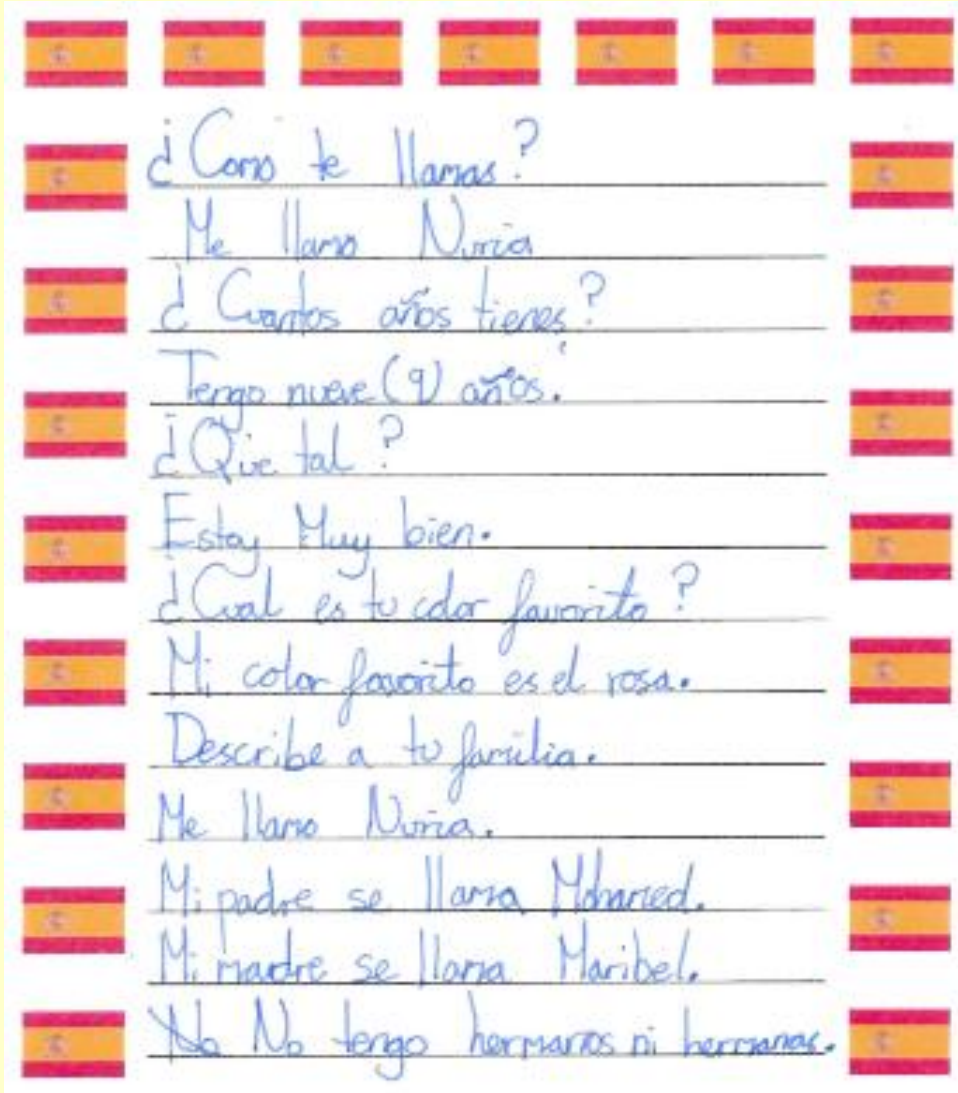 ¿Como te llamas?
Me llamo Nuria
¿Cuantos años tienes?
Tengo nueve (9) años.
¿Que tal?
Estoy Muy bien.
¿Cual es tu color favorito?
Mi color favorito es el rosa.
Describe a tu familia.
Me llamo Nuria.
Mi padre se llama Mohamed.
Mi madre se llama Maribel.
No No tengo hermanos ni hermanas.